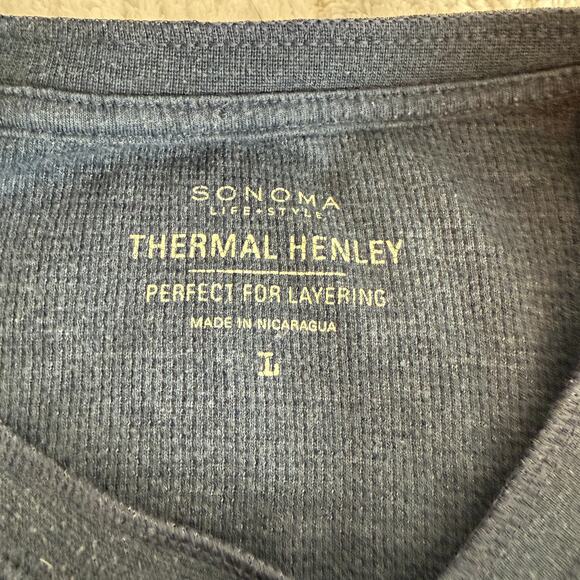 SONOMA
LIFE+STYLE
THERMAL HENLEY
PERFECT FOR LAYERING
MADE IN NICARAGUA
L